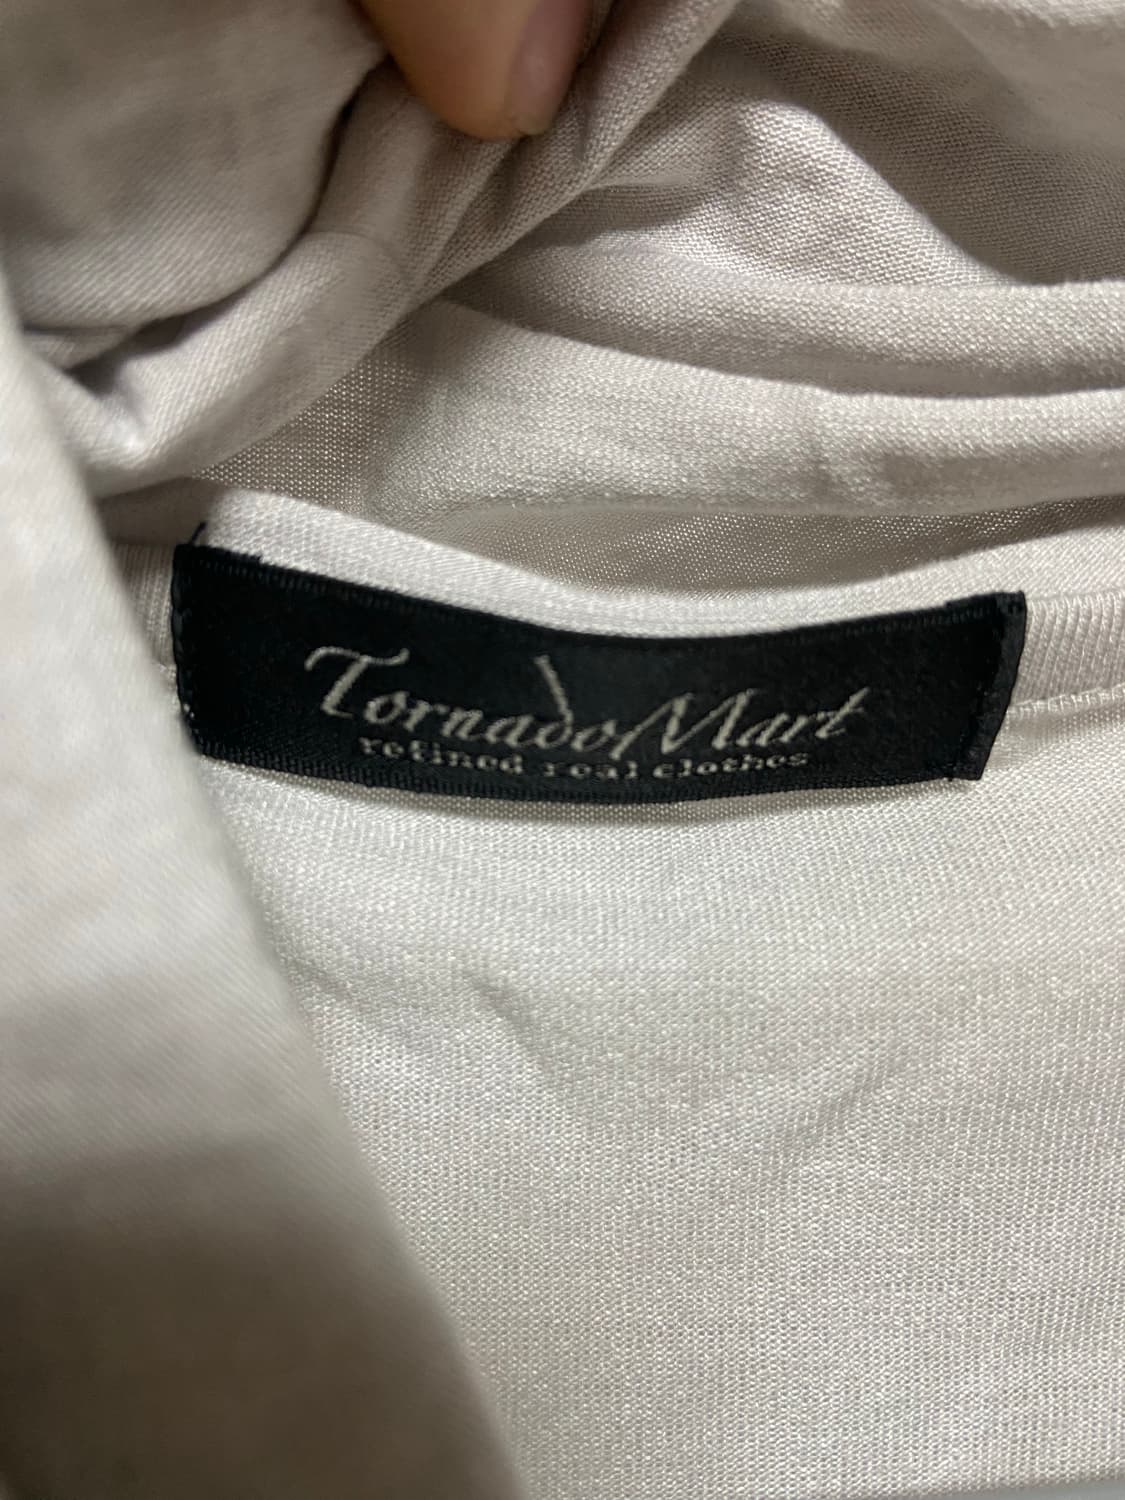 TornadoMart
refined real clothes